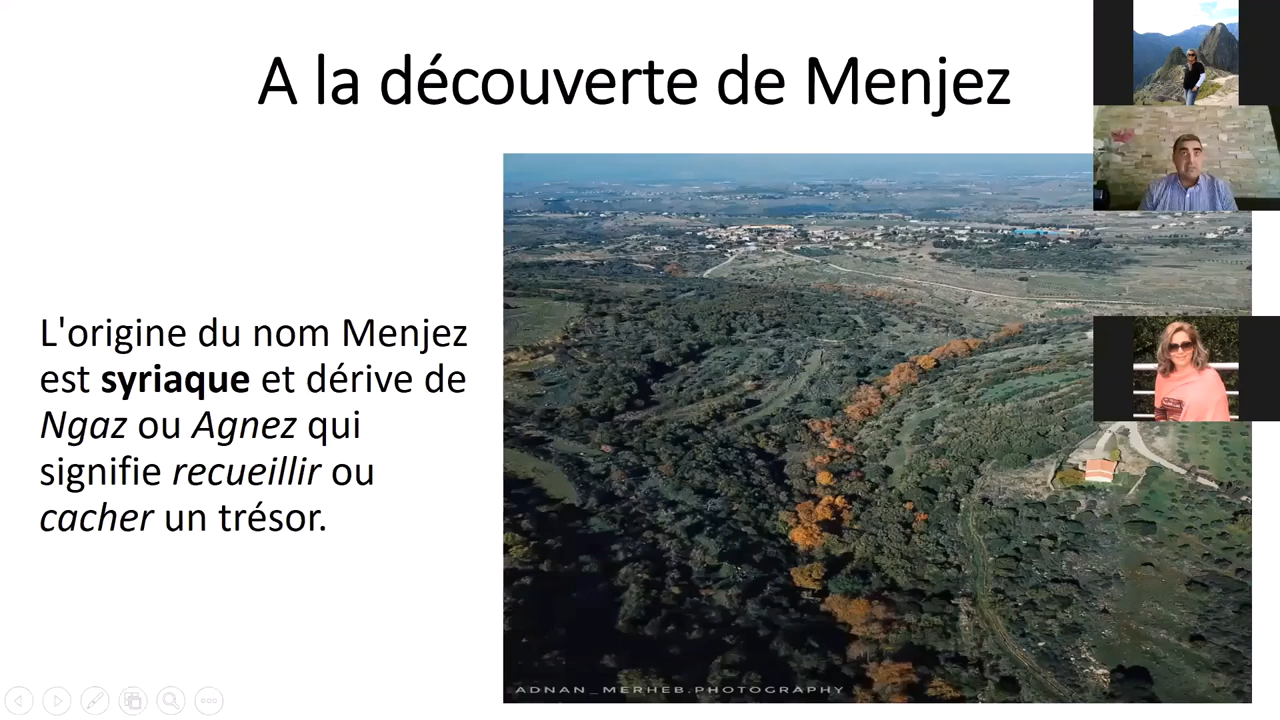 A la découverte de Menjez
L'origine du nom Menjez
est syriaque et dérive de
Ngaz ou Agnez qui
signifie recueillir ou
cacher un trésor.
ADNAN_MERHEB.PHOTOGRAPHY